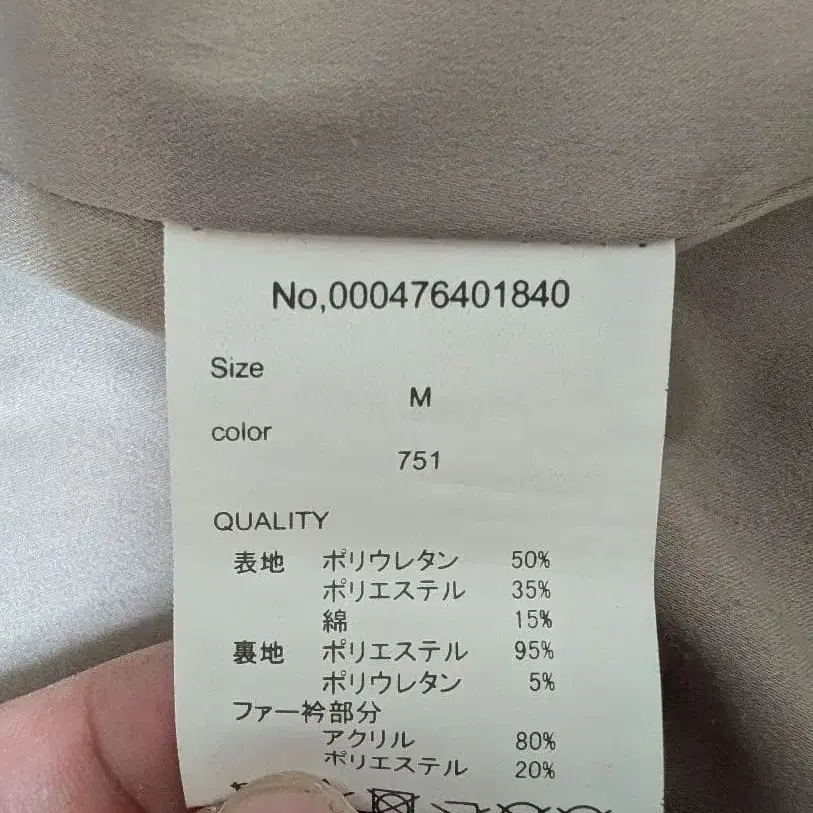 No,000476401840
Size
M
color
751
QUALITY
表地 ポリウレタン 50%
ポリエステル 35%
綿 15%
裏地 ポリエステル 95%
ポリウレタン 5%
ファー衿部分
アクリル 80%
ポリエステル 20%